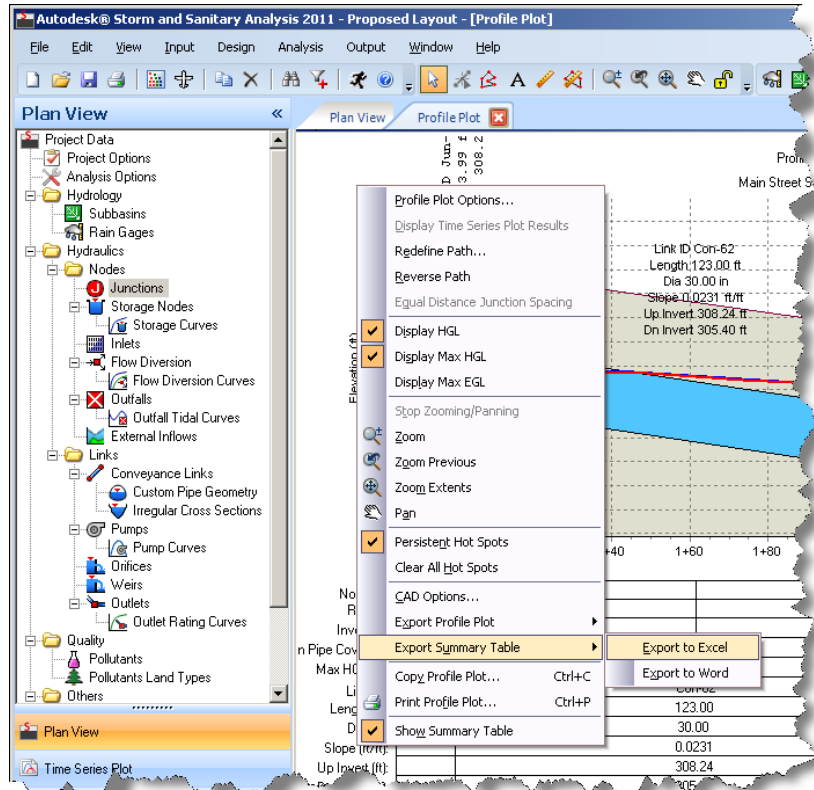 Autodesk® Storm and Sanitary Analysis 2011 - Proposed Layout - [Profile Plot]
File Edit View Input Design Analysis Output Window Help
Plan View «
Project Data
Project Options
Analysis Options
Hydrology
Subbasins
Rain Gages
Hydraulics
Nodes
Junctions
Storage Nodes
Storage Curves
Inlets
Flow Diversion
Flow Diversion Curves
Outfalls
Outfall Tidal Curves
External Inflows
Links
Conveyance Links
Custom Pipe Geometry
Irregular Cross Sections
Pumps
Pump Curves
Orifices
Weirs
Outlets
Outlet Rating Curves
Quality
Pollutants
Pollutants Land Types
Others
Plan View
Time Series Plot
Plan View Profile Plot
Main Street
Elevation (ft)
Link ID Con-62
Length 123.00 ft
Dia 30.00 in
Slope 0.0231 ft/ft
Up Invert 308.24 ft
Dn Invert 305.40 ft
Profile Plot Options...
Display Time Series Plot Results
Redefine Path...
Reverse Path
Equal Distance Junction Spacing
Display HGL
Display Max HGL
Display Max EGL
Stop Zooming/Panning
Zoom
Zoom Previous
Zoom Extents
Pan
Persistent Hot Spots
Clear All Hot Spots
CAD Options...
Export Profile Plot
Export Summary Table
Copy Profile Plot... Ctrl+C
Print Profile Plot... Ctrl+P
Show Summary Table
Export to Excel
Export to Word
+40 1+60 1+80
n Pipe Cov
Con-62
123.00
30.00
Slope (ft/ft): 0.0231
Up Invert (ft): 308.24